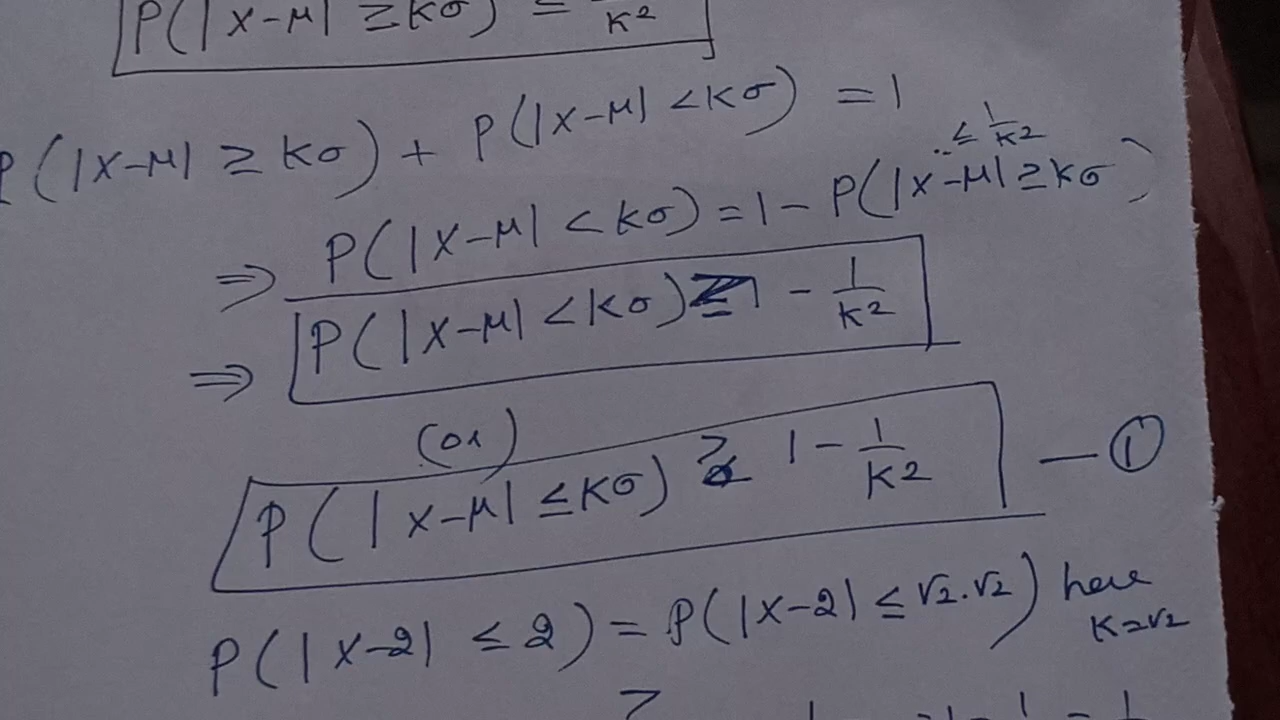 P(|X-μ| ≥ kσ) ≤ 1/k²
P(|X-μ| ≥ kσ) + P(|X-μ| < kσ) = 1
≤ 1/k²
⇒ P(|X-μ| < kσ) = 1 - P(|X-μ| ≥ kσ)
⇒ P(|X-μ| < kσ) ≥ 1 - 1/k²
(or)
P(|X-μ| ≤ kσ) ≥ 1 - 1/k² — ①
P(|X-2| ≤ 2) = P(|X-2| ≤ √2.√2) here
K=√2
≥